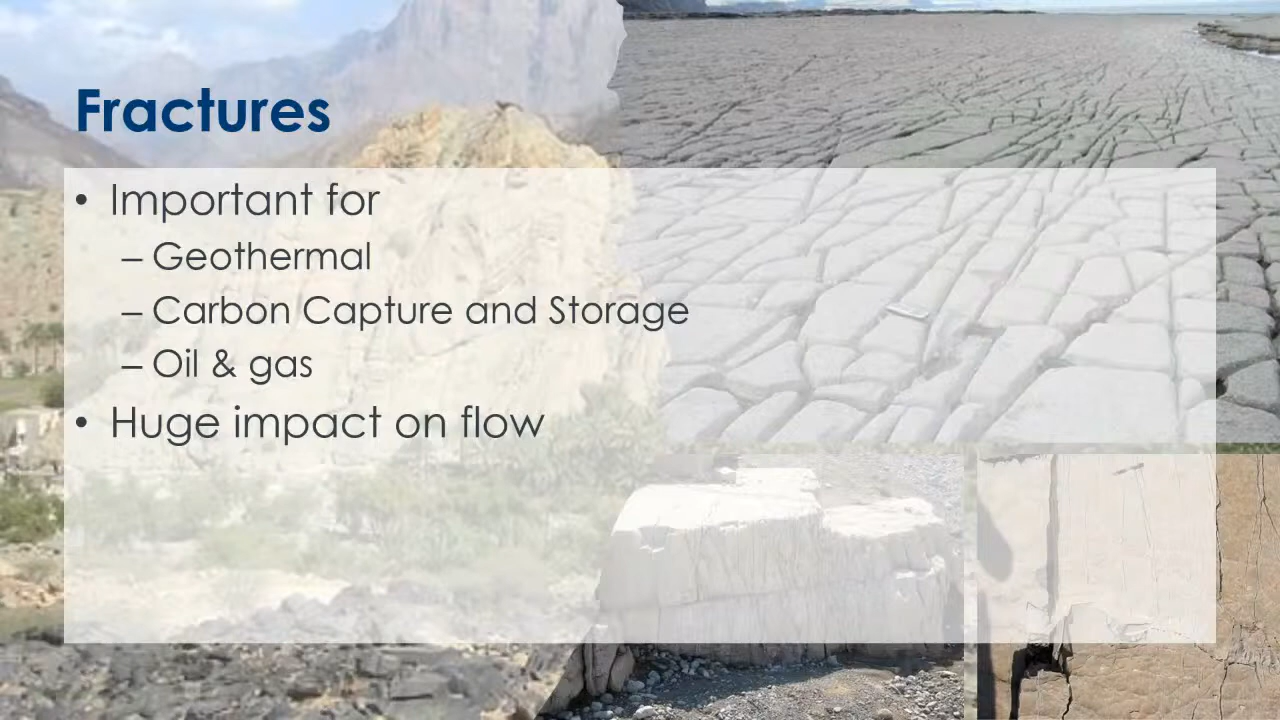 Fractures
• Important for
– Geothermal
– Carbon Capture and Storage
– Oil & gas
• Huge impact on flow